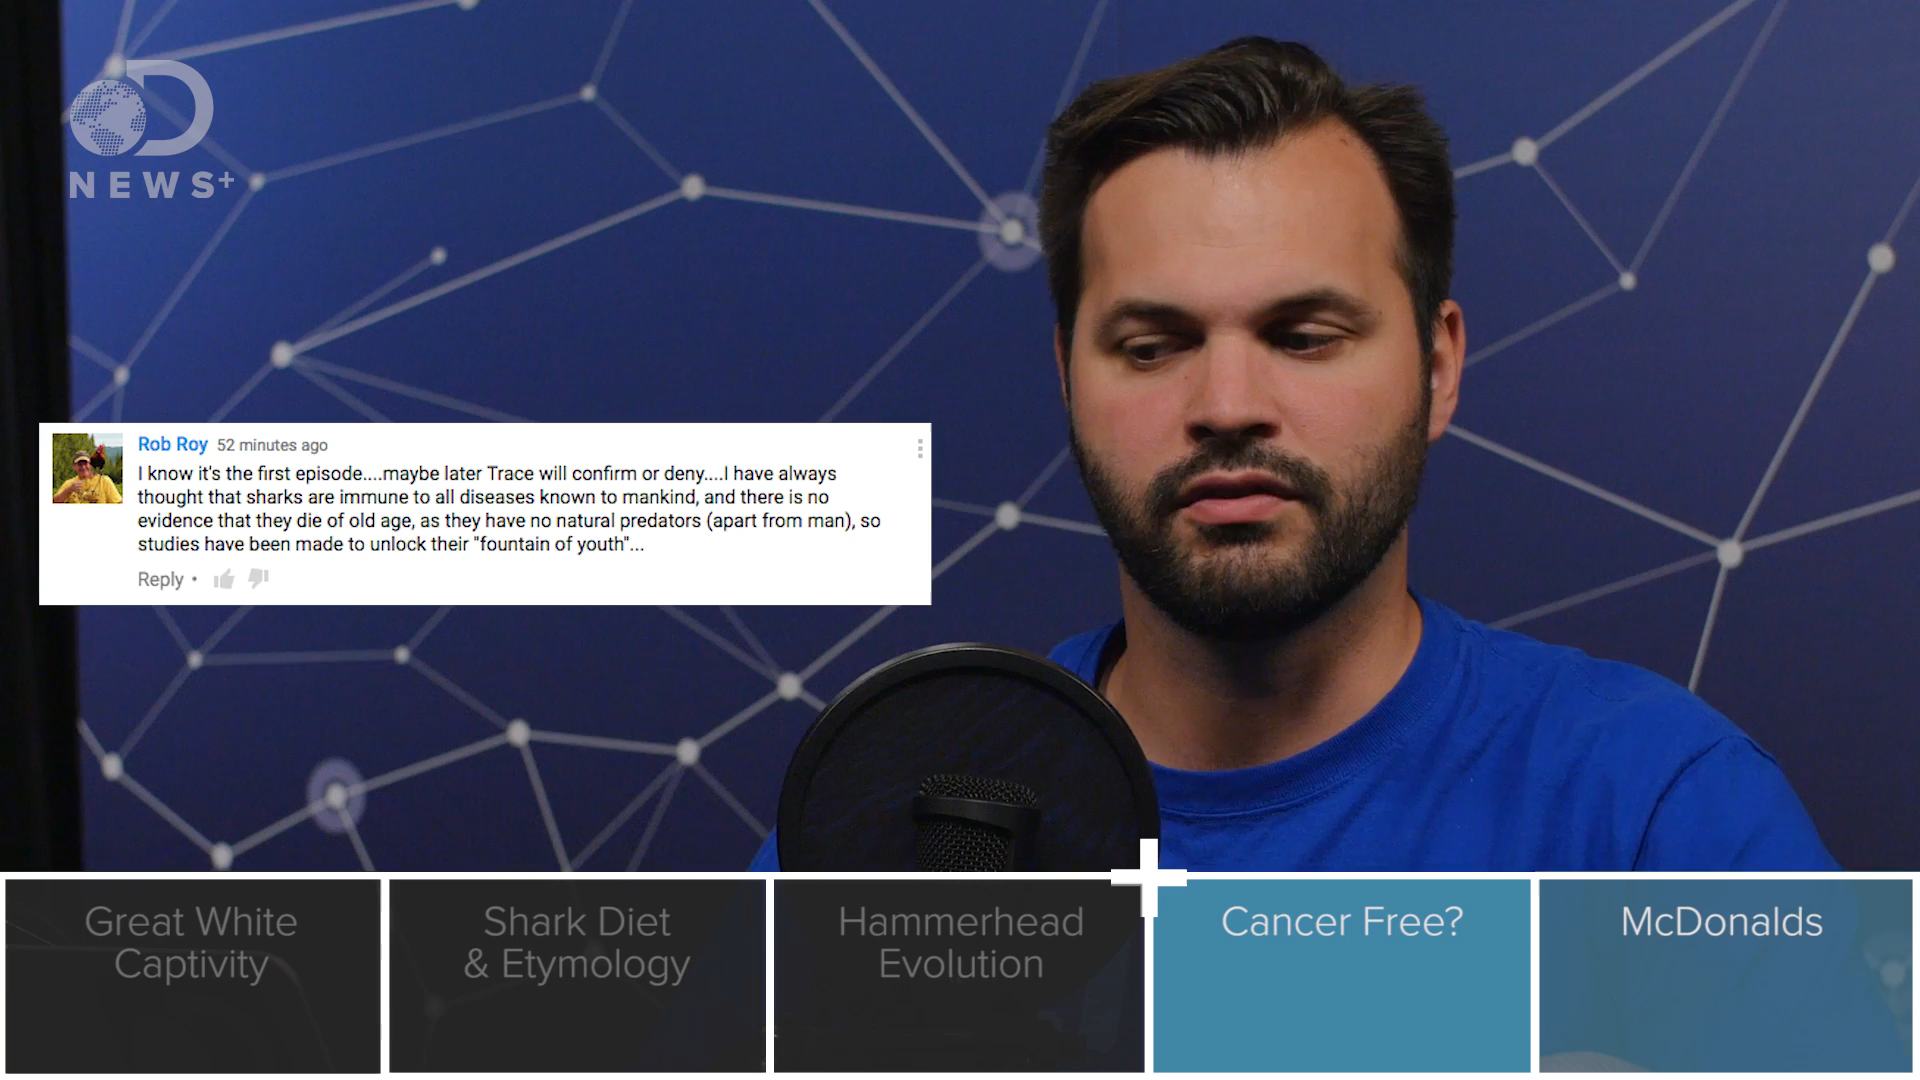 D
NEWS+
Rob Roy 52 minutes ago
I know it's the first episode....maybe later Trace will confirm or deny....I have always
thought that sharks are immune to all diseases known to mankind, and there is no
evidence that they die of old age, as they have no natural predators (apart from man), so
studies have been made to unlock their "fountain of youth"...
Reply •
Great White
Captivity
Shark Diet
& Etymology
Hammerhead
Evolution
Cancer Free?
McDonalds